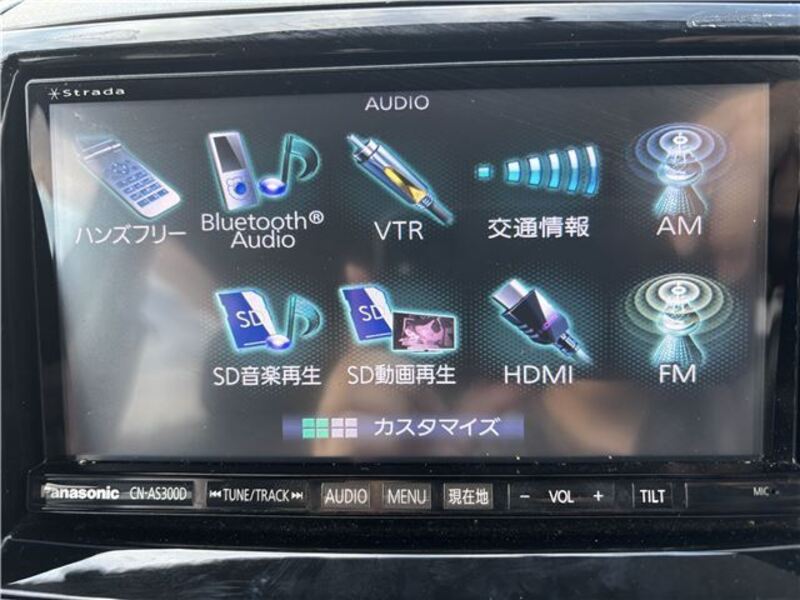 Strada
AUDIO
ハンズフリー
Bluetooth®
Audio
VTR
交通情報
AM
SD
SD
SD音楽再生
SD動画再生
HDMI
FM
カスタマイズ
Panasonic CN-AS300D TUNE/TRACK AUDIO MENU 現在地 − VOL + TILT MIC